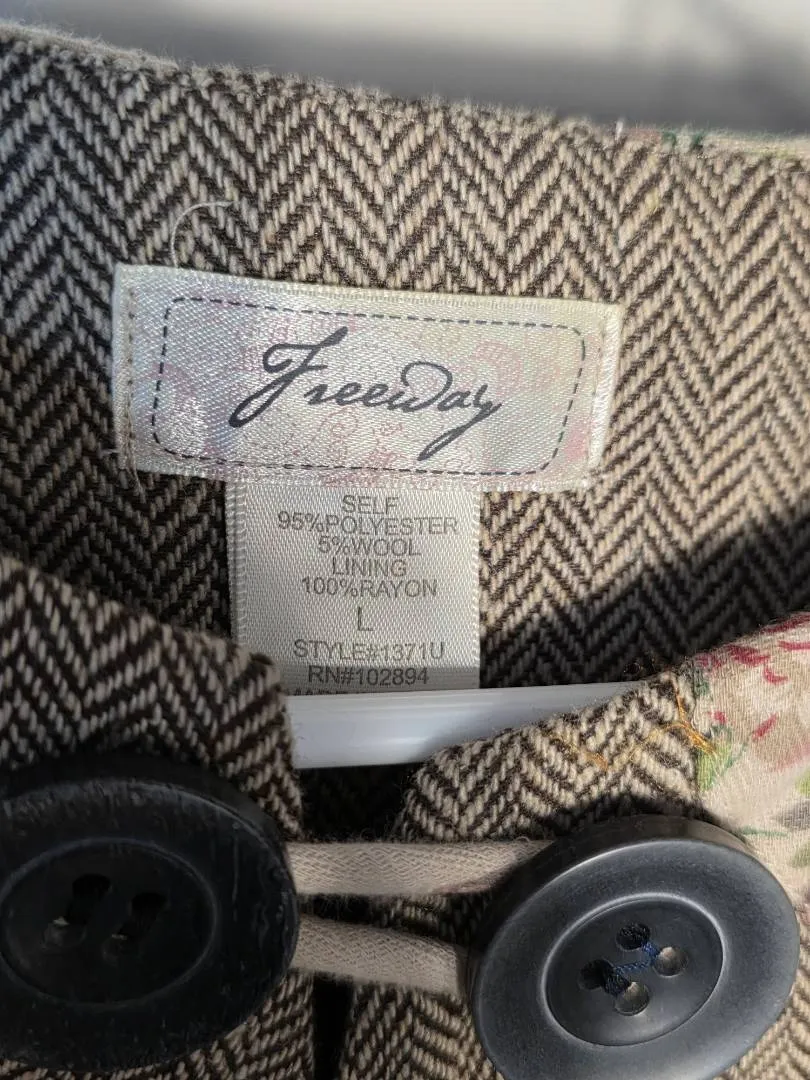 Freeway
SELF
95%POLYESTER
5%WOOL
LINING
100%RAYON
L
STYLE#1371U
RN#102894